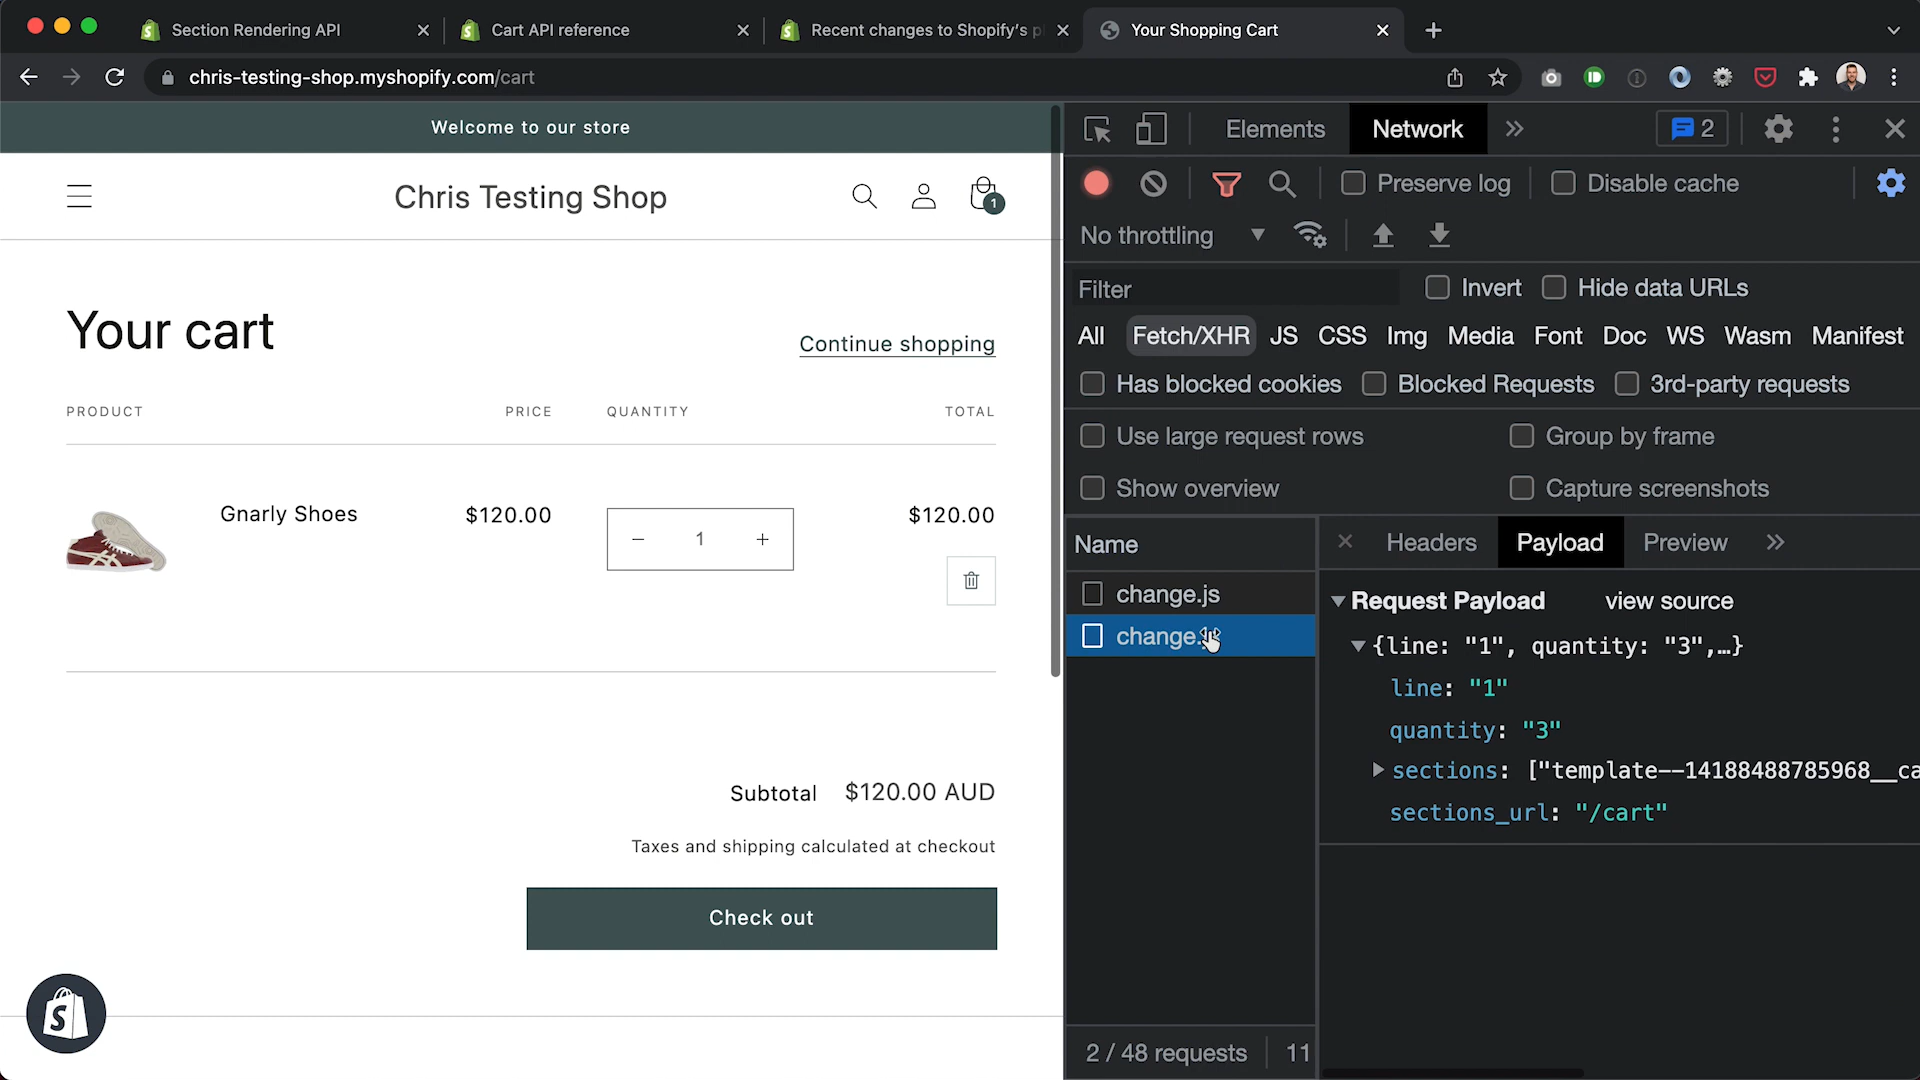 Section Rendering API
Cart API reference
Recent changes to Shopify's p
Your Shopping Cart
chris-testing-shop.myshopify.com/cart
Welcome to our store
Chris Testing Shop
1
Your cart
Continue shopping
PRODUCT PRICE QUANTITY TOTAL
Gnarly Shoes $120.00 − 1 + $120.00
Subtotal $120.00 AUD
Taxes and shipping calculated at checkout
Check out
Elements Network 2
Preserve log Disable cache
No throttling
Filter Invert Hide data URLs
All Fetch/XHR JS CSS Img Media Font Doc WS Wasm Manifest
Has blocked cookies Blocked Requests 3rd-party requests
Use large request rows Group by frame
Show overview Capture screenshots
Name Headers Payload Preview
change.js
change.
Request Payload view source
{line: "1", quantity: "3",…}
line: "1"
quantity: "3"
sections: ["template--14188488785968__ca
sections_url: "/cart"
2 / 48 requests 11